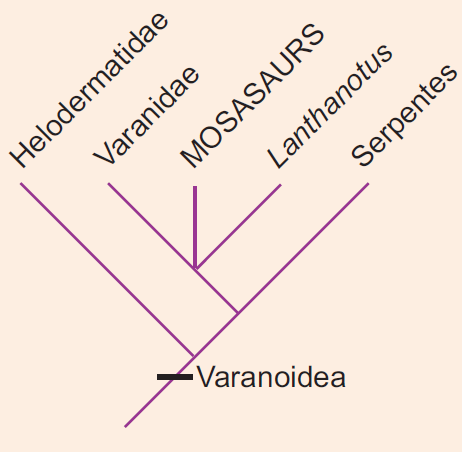 Helodermatidae
Varanidae
MOSASAURS
Lanthanotus
Serpentes
Varanoidea